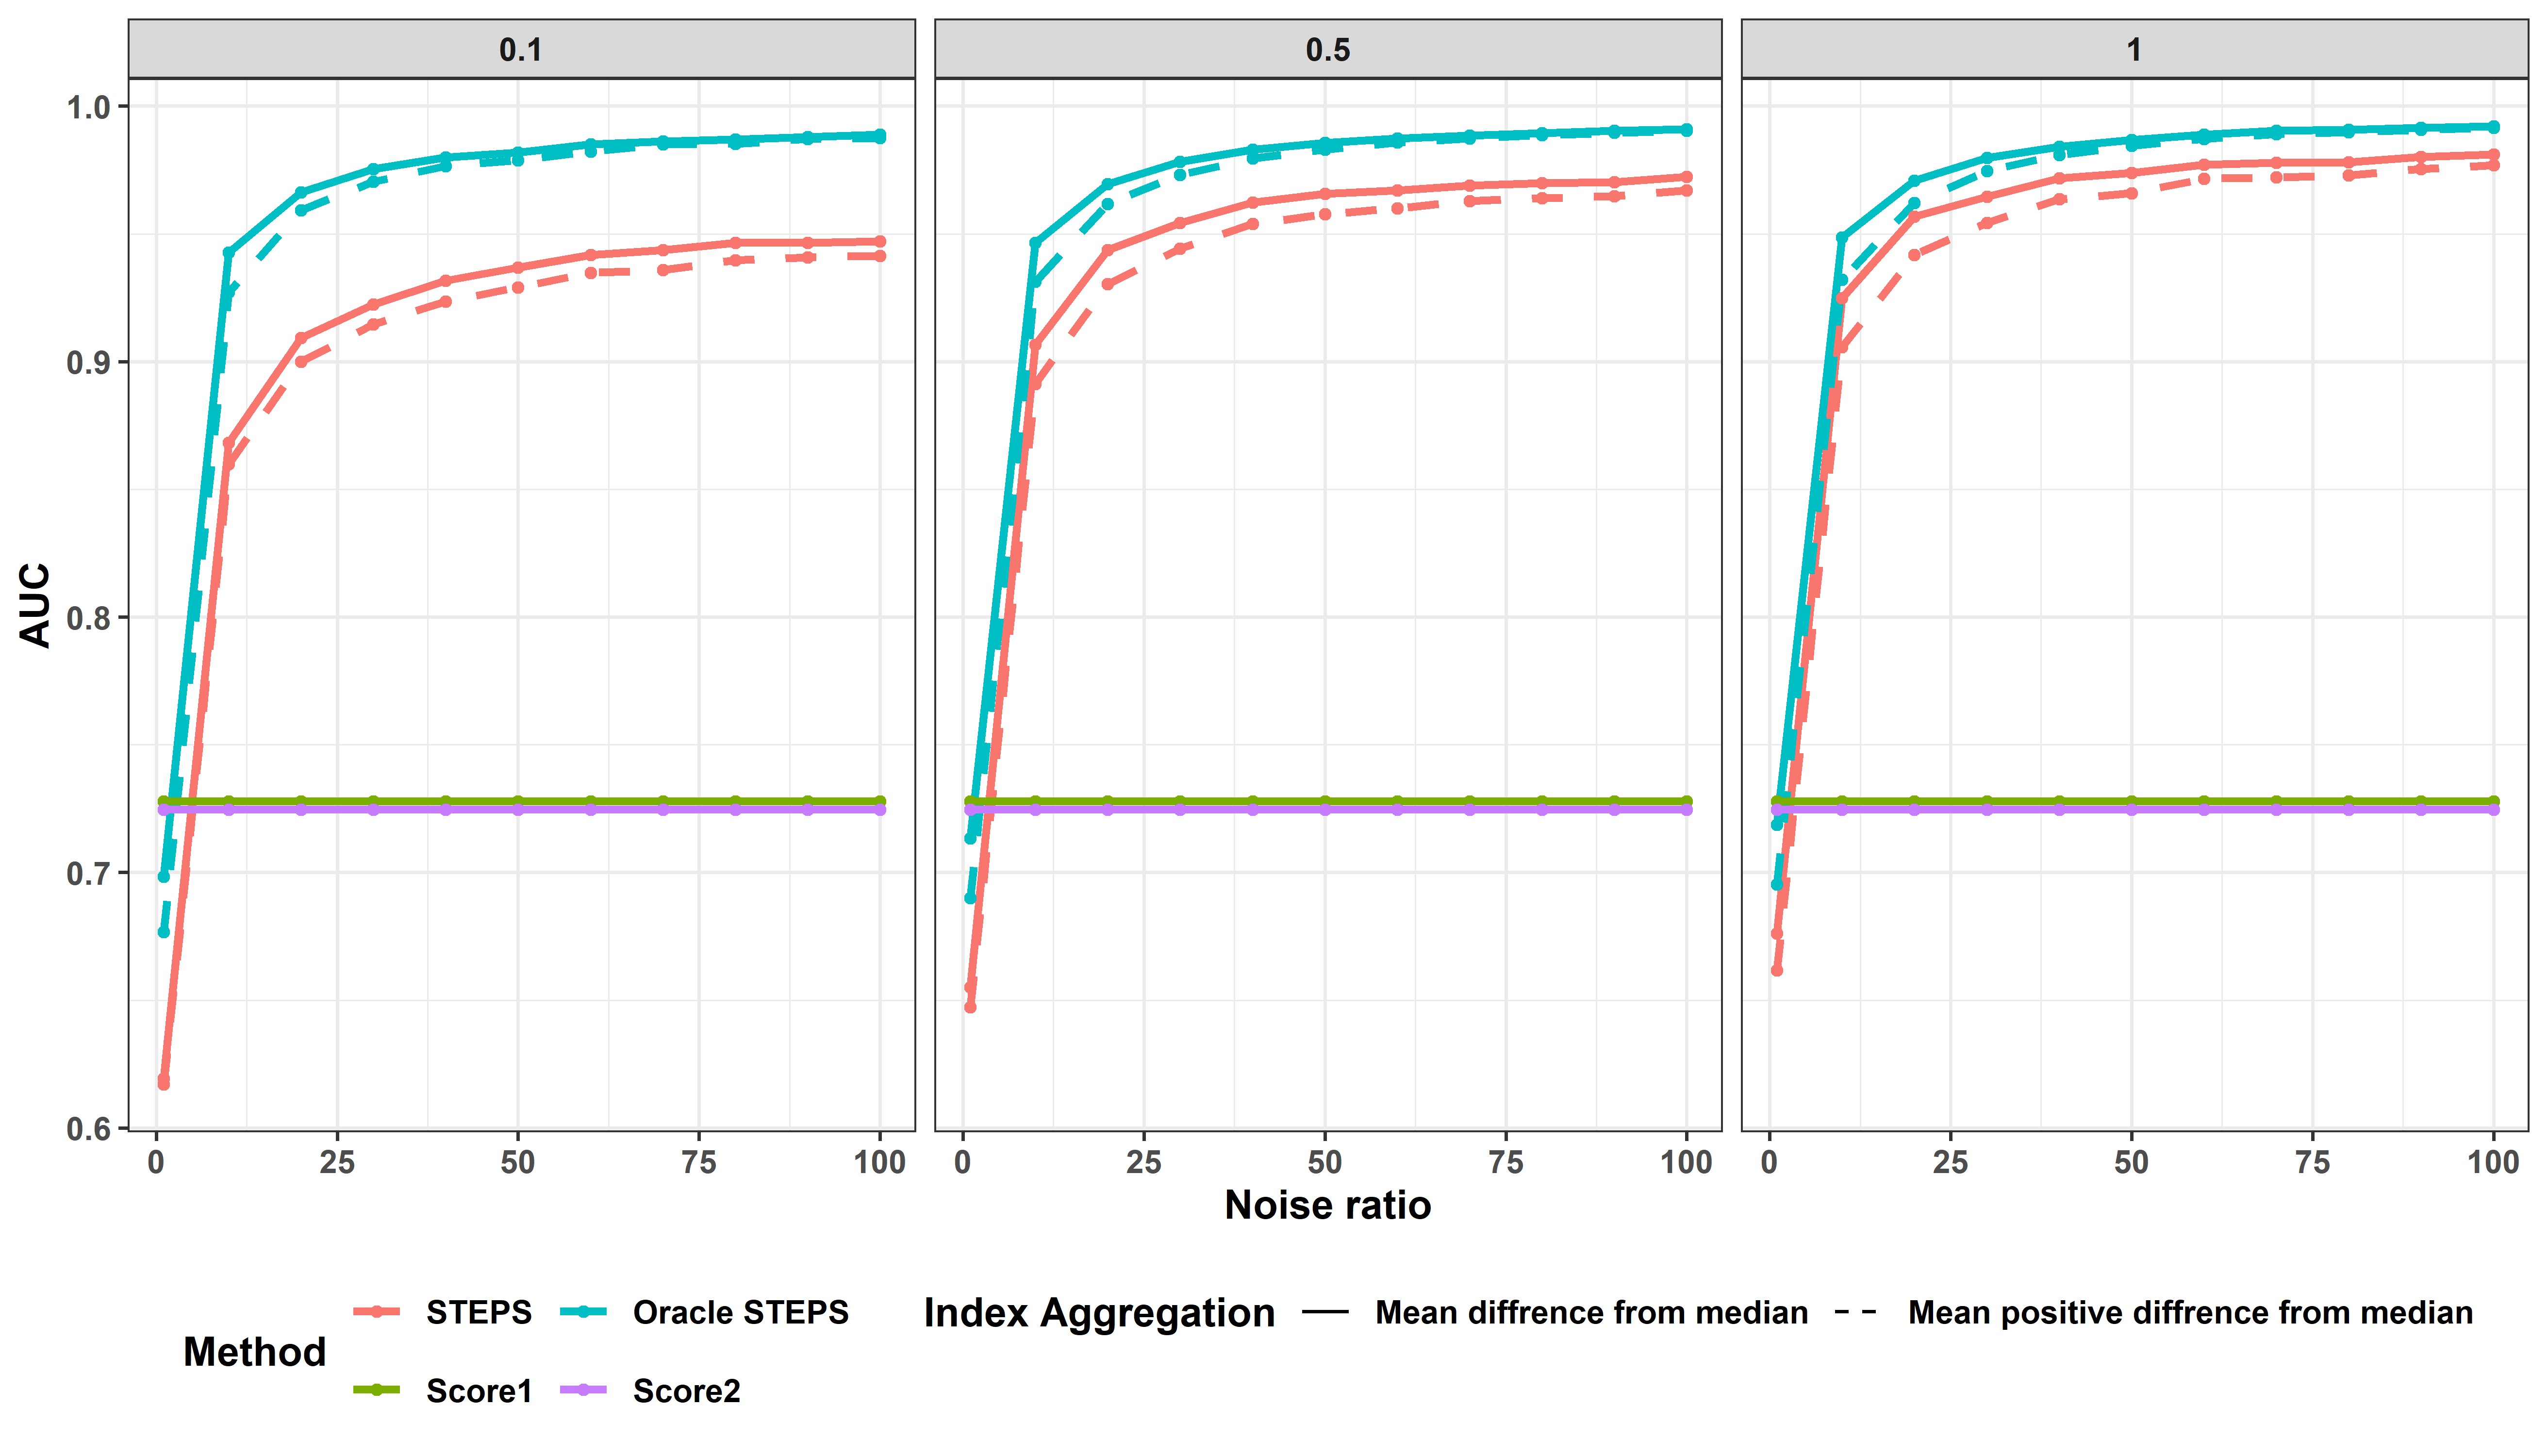 0.1 0.5 1
1.0
0.9
0.8
0.7
0.6
AUC
0 25 50 75 100 0 25 50 75 100 0 25 50 75 100
Noise ratio
Method
STEPS Oracle STEPS
Score1 Score2
Index Aggregation Mean diffrence from median Mean positive diffrence from median